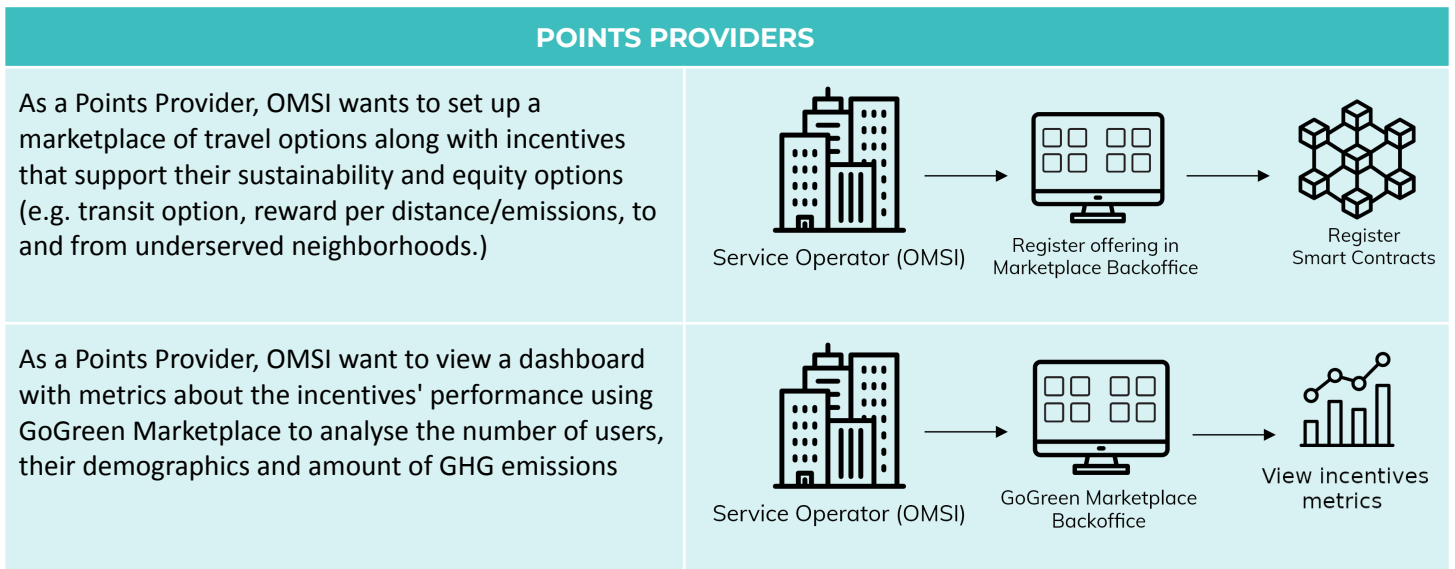 POINTS PROVIDERS
As a Points Provider, OMSI wants to set up a
marketplace of travel options along with incentives
that support their sustainability and equity options
(e.g. transit option, reward per distance/emissions, to
and from underserved neighborhoods.)
Service Operator (OMSI)
Register offering in
Marketplace Backoffice
Register
Smart Contracts
As a Points Provider, OMSI want to view a dashboard
with metrics about the incentives' performance using
GoGreen Marketplace to analyse the number of users,
their demographics and amount of GHG emissions
Service Operator (OMSI)
GoGreen Marketplace
Backoffice
View incentives
metrics